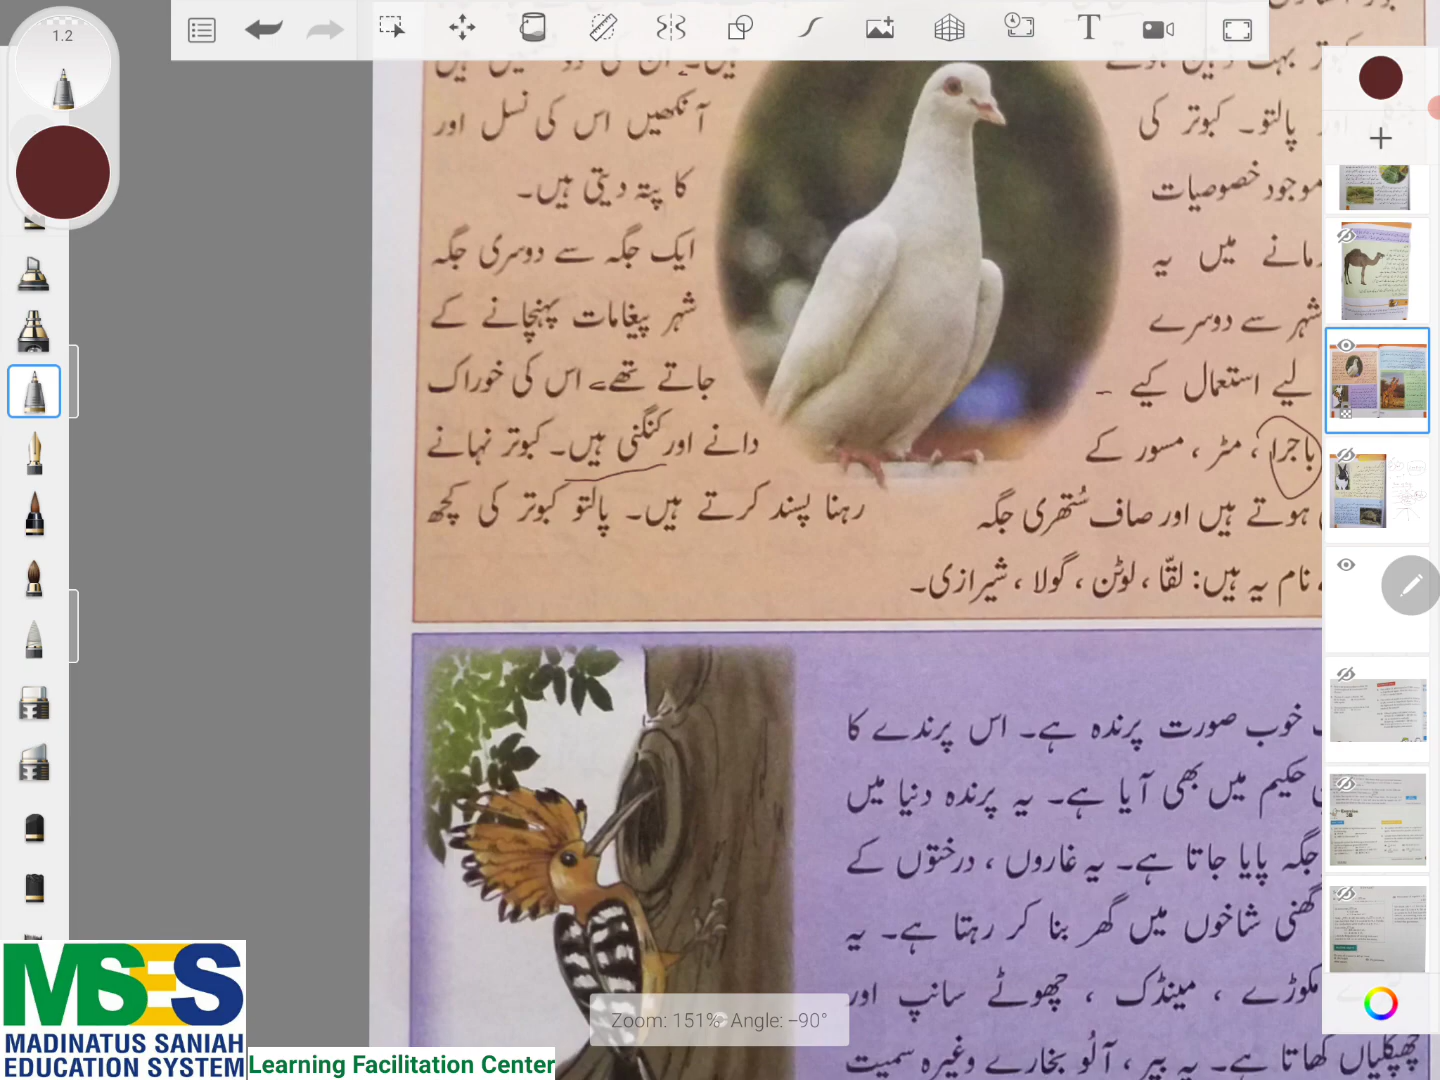 1.2
آنکھیں اس کی نسل اور
پالتو۔ کبوتر کی
کا پتہ دیتی ہیں۔
موجود خصوصیات
ایک جگہ سے دوسری جگہ
میں یہ
شہر پیغامات پہنچانے کے
شہر سے دوسرے
جاتے تھے۔ اس کی خوراک
لیے استعمال کیے
دانے اور کنگنی ہیں۔ کبوتر نہانے
باجرا ، مٹر ، مسور کے
رہنا پسند کرتے ہیں۔ پالتو کبوتر کی کچھ
ہوتے ہیں اور صاف سُتھری جگہ
نام یہ ہیں: لقّا ، لوٹن ، گولا ، شیرازی۔
خوب صورت پرندہ ہے۔ اس پرندے کا
حکیم میں بھی آیا ہے۔ یہ پرندہ دنیا میں
جگہ پایا جاتا ہے۔ یہ غاروں ، درختوں کے
گھنی شاخوں میں گھر بنا کر رہتا ہے۔ یہ
مکوڑے ، مینڈک ، چھوٹے سانپ اور
چھپکلیاں کھاتا ہے۔ یہ بیر ، آلُو بخارے وغیرہ سمیت
Zoom: 151% Angle: –90°
MSES
MADINATUS SANIAH
EDUCATION SYSTEM
Learning Facilitation Center